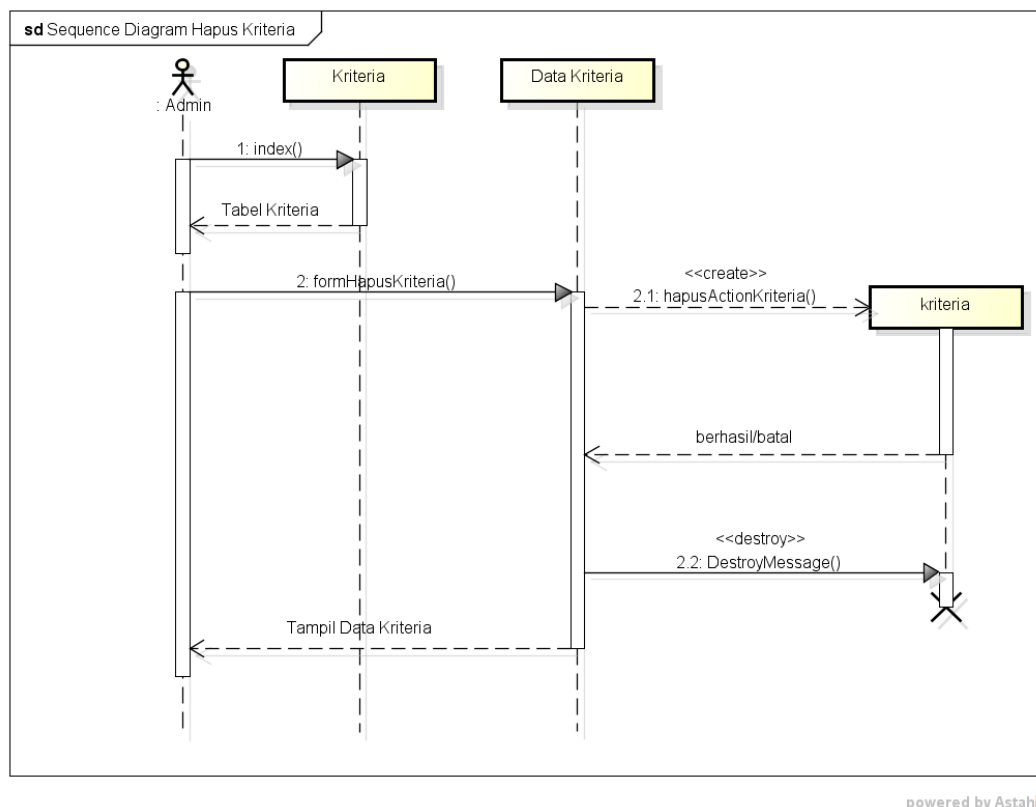 sd Sequence Diagram Hapus Kriteria
: Admin
Kriteria
Data Kriteria
1: index()
Tabel Kriteria
2: formHapusKriteria()
<<create>>
2.1: hapusActionKriteria()
kriteria
berhasil/batal
<<destroy>>
2.2: DestroyMessage()
Tampil Data Kriteria
powered by Astah